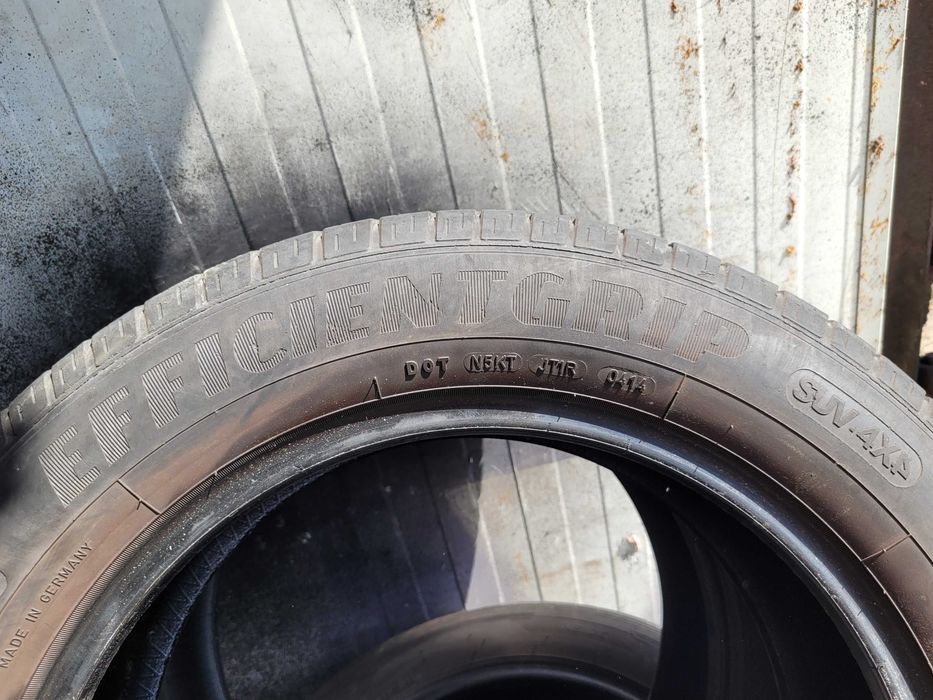 EFFICIENTGRIP
DOT N5KT JT1R 0414
SUV.4X4
MADE IN GERMANY